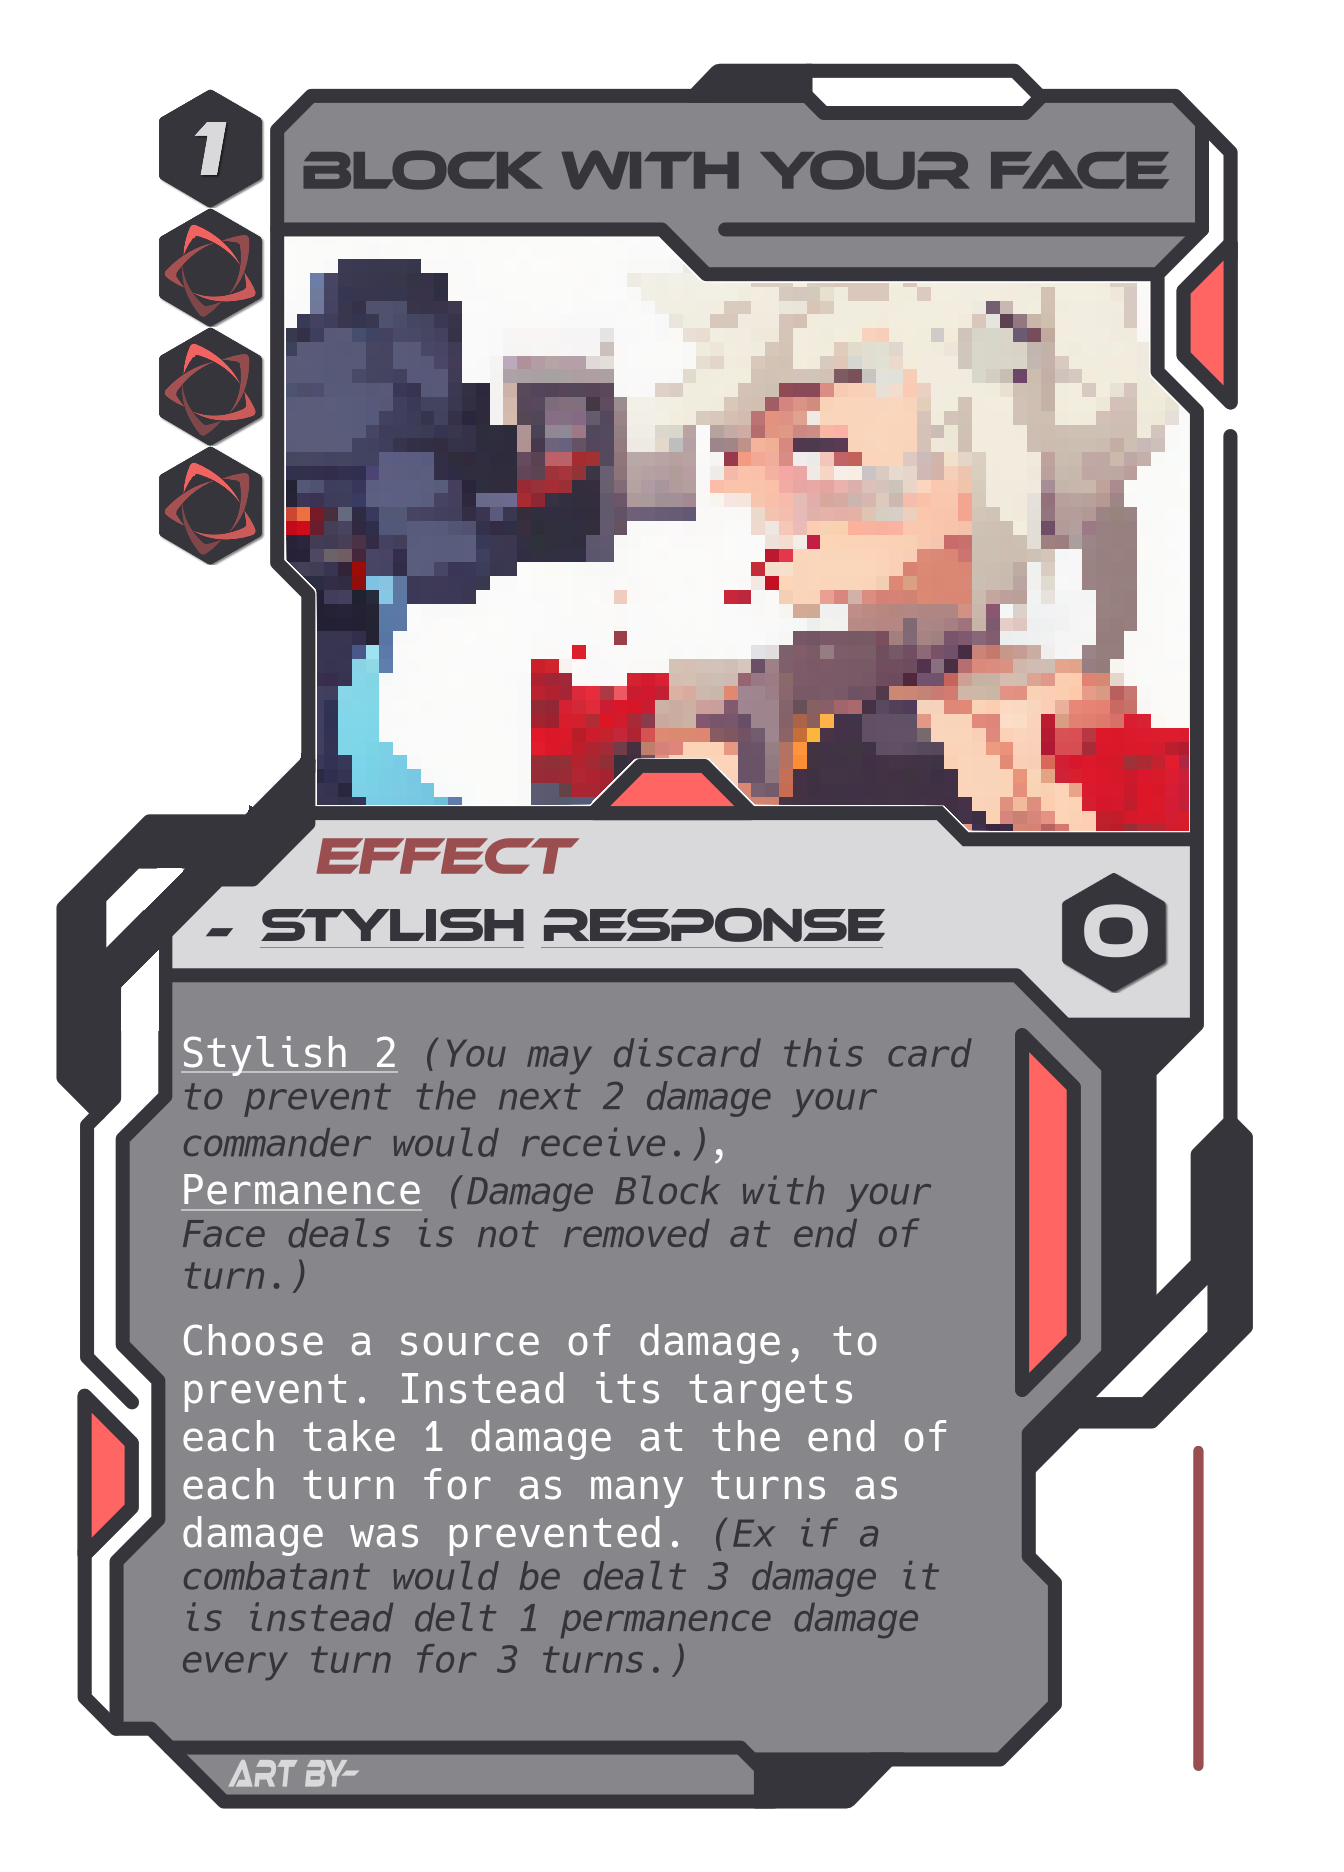 1
BLOCK WITH YOUR FACE
EFFECT
- STYLISH RESPONSE
0
Stylish 2 (You may discard this card
to prevent the next 2 damage your
commander would receive.),
Permanence (Damage Block with your
Face deals is not removed at end of
turn.)
Choose a source of damage, to
prevent. Instead its targets
each take 1 damage at the end of
each turn for as many turns as
damage was prevented. (Ex if a
combatant would be dealt 3 damage it
is instead delt 1 permanence damage
every turn for 3 turns.)
ART BY-